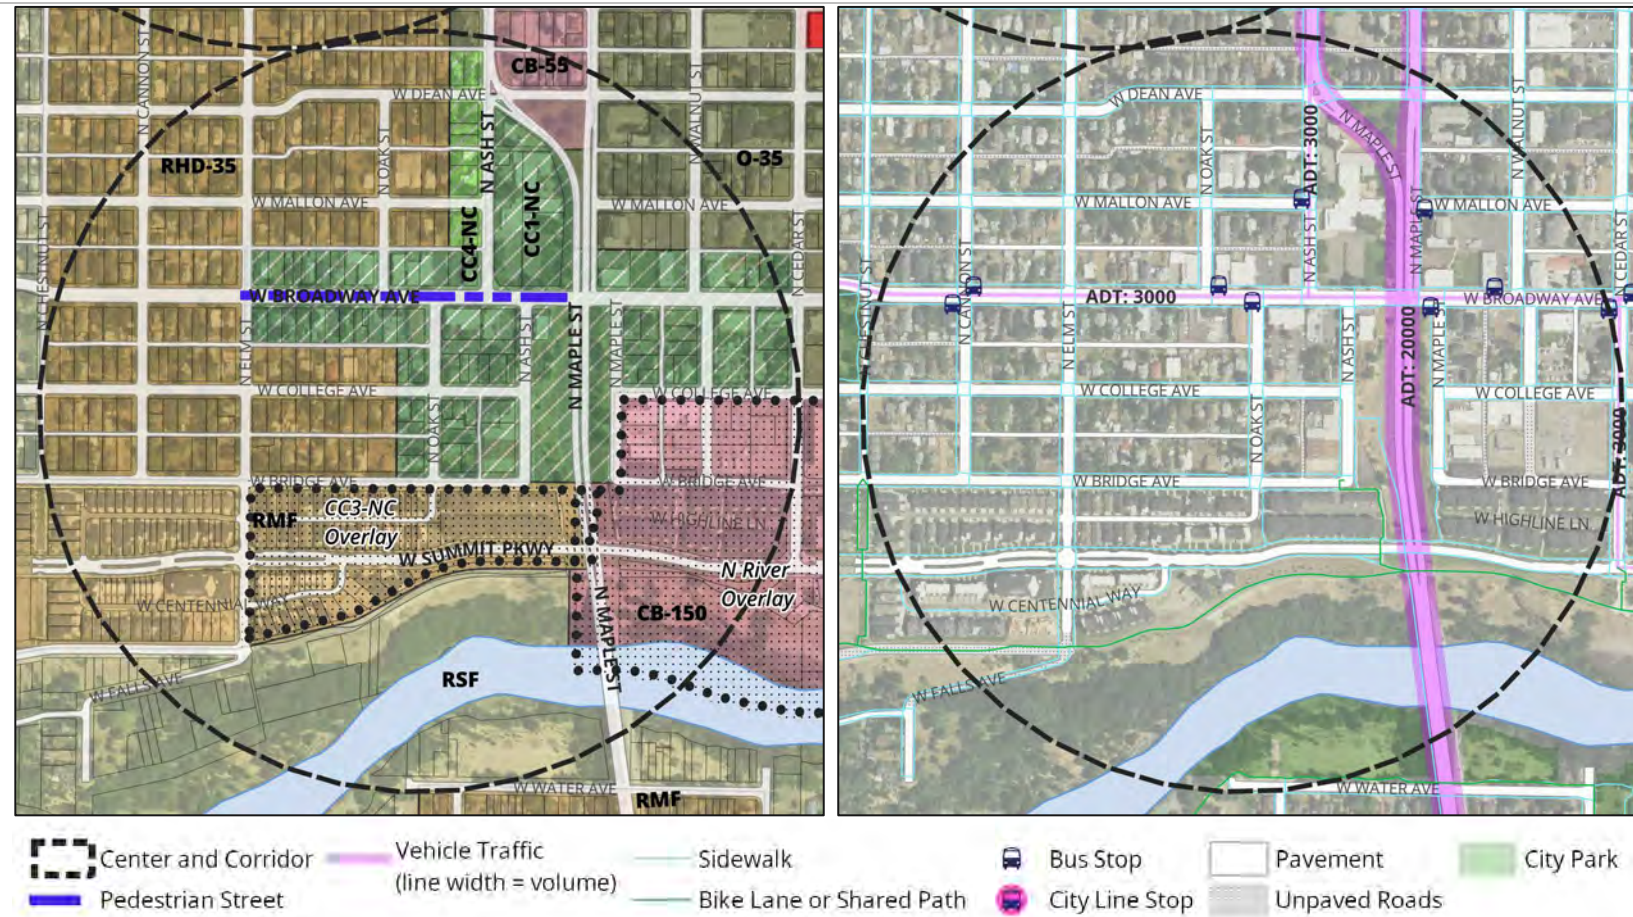 CB-55
W DEAN AVE
N CANNON ST
N WALNUT ST
N ASH ST
RHD-35
N OAK ST
O-35
W MALLON AVE
CC4-NC
CC1-NC
N CHESTNUT ST
N CEDAR ST
W BROADWAY AVE
N ELM ST
N ASH ST
N MAPLE ST
N MAPLE ST
W COLLEGE AVE
W COLLEGE AVE
N OAK ST
W BRIDGE AVE
W BRIDGE AVE
RMF
CC3-NC
Overlay
W HIGHLINE LN
W SUMMIT PKWY
N River
Overlay
W CENTENNIAL WAY
CB-150
N MAPLE ST
RSF
W FALLS AVE
W WATER AVE
RMF
W DEAN AVE
N MAPLE ST
ADT: 3000
N OAK ST
N WALNUT ST
W MALLON AVE
W MALLON AVE
N ASH ST
N MAPLE ST
N CANNON ST
N CEDAR ST
CHESTNUT ST
ADT: 3000
W BROADWAY AVE
N ELM ST
N ASH ST
ADT: 20000
N MAPLE ST
W COLLEGE AVE
W COLLEGE AVE
N OAK ST
ADT: 3000
W BRIDGE AVE
W BRIDGE AVE
W HIGHLINE LN
W CENTENNIAL WAY
W FALLS AVE
W WATER AVE
Center and Corridor
Pedestrian Street
Vehicle Traffic
(line width = volume)
Sidewalk
Bike Lane or Shared Path
Bus Stop
City Line Stop
Pavement
Unpaved Roads
City Park